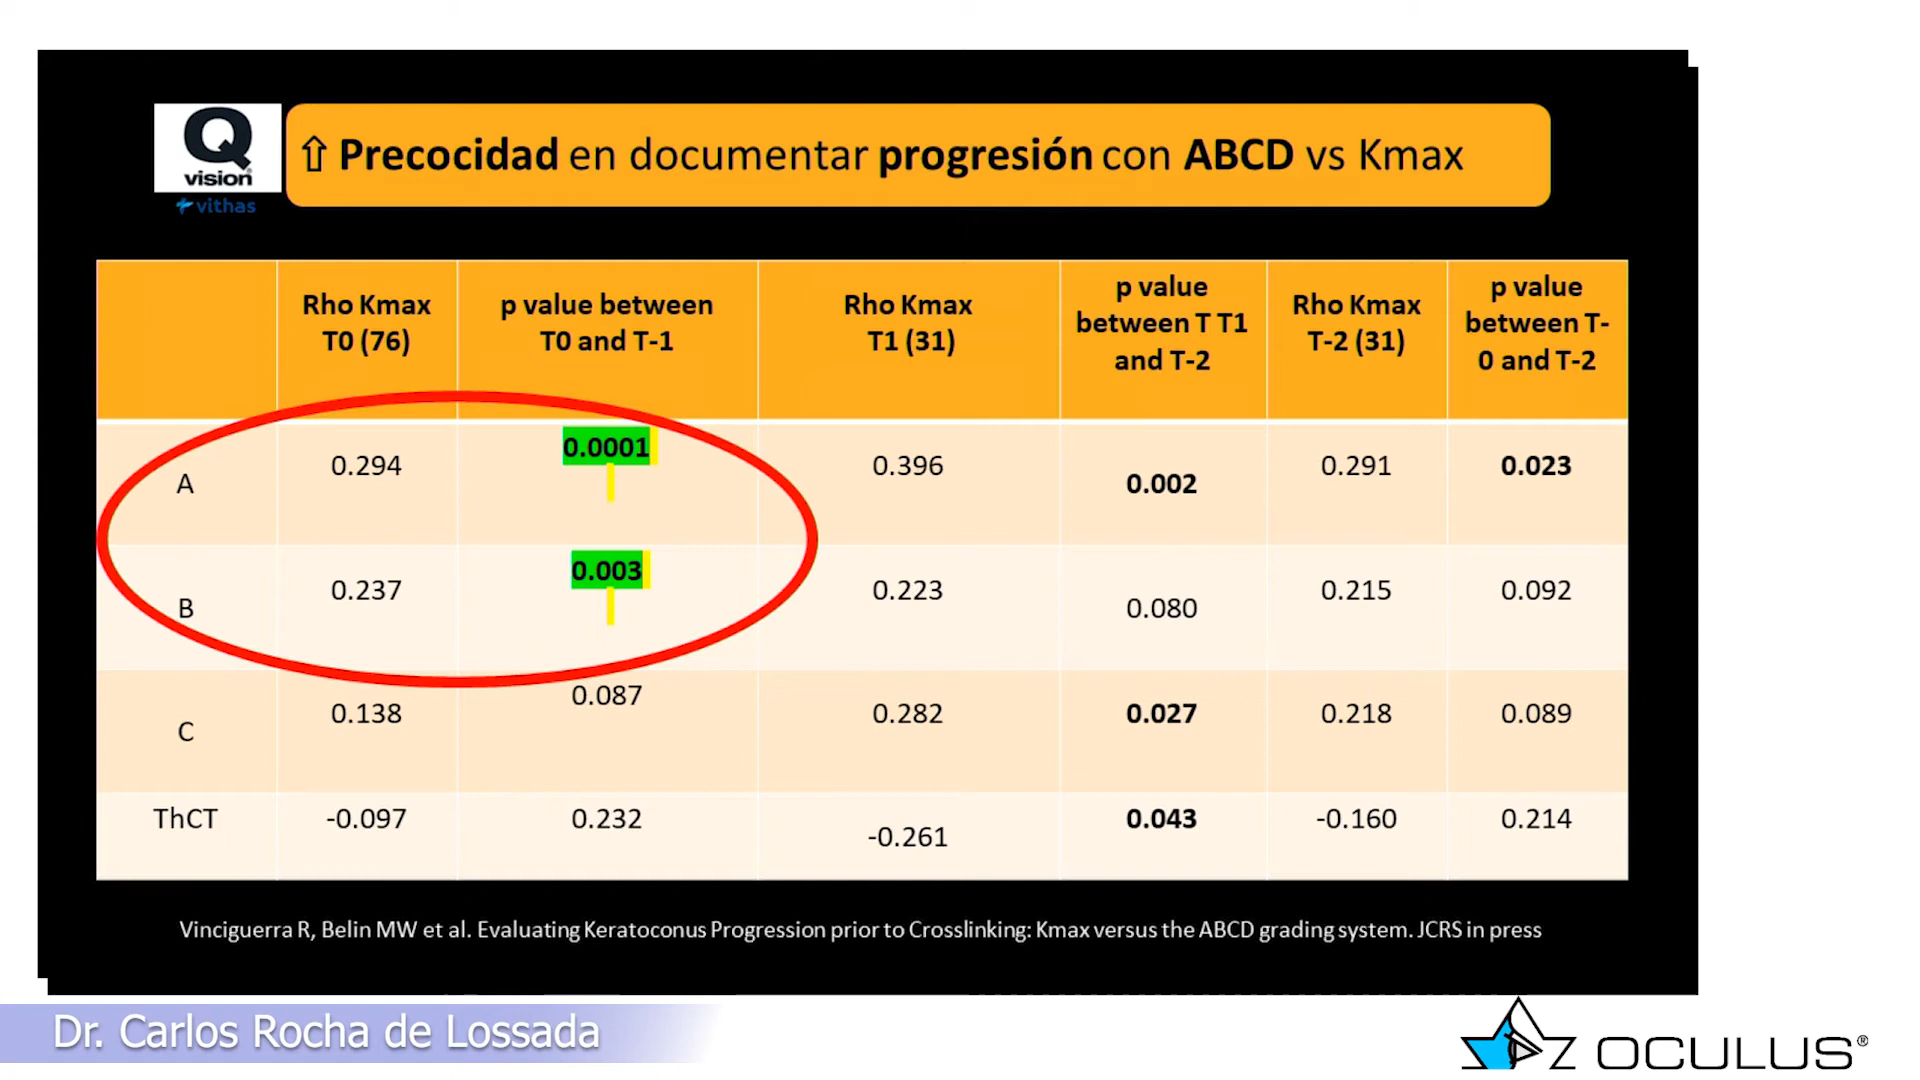 Q
vision
vithas
⇧ Precocidad en documentar progresión con ABCD vs Kmax
Rho Kmax T0 (76)
p value between T0 and T-1
Rho Kmax T1 (31)
p value between T T1 and T-2
Rho Kmax T-2 (31)
p value between T-0 and T-2
A 0.294 0.0001 0.396 0.002 0.291 0.023
B 0.237 0.003 0.223 0.080 0.215 0.092
C 0.138 0.087 0.282 0.027 0.218 0.089
ThCT -0.097 0.232 -0.261 0.043 -0.160 0.214
Vinciguerra R, Belin MW et al. Evaluating Keratoconus Progression prior to Crosslinking: Kmax versus the ABCD grading system. JCRS in press
Dr. Carlos Rocha de Lossada
OCULUS®